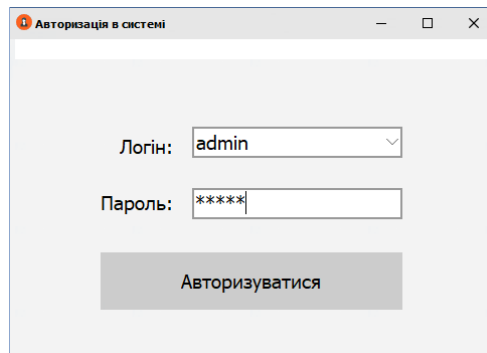 Авторизація в системі
Логін: admin
Пароль: *****
Авторизуватися